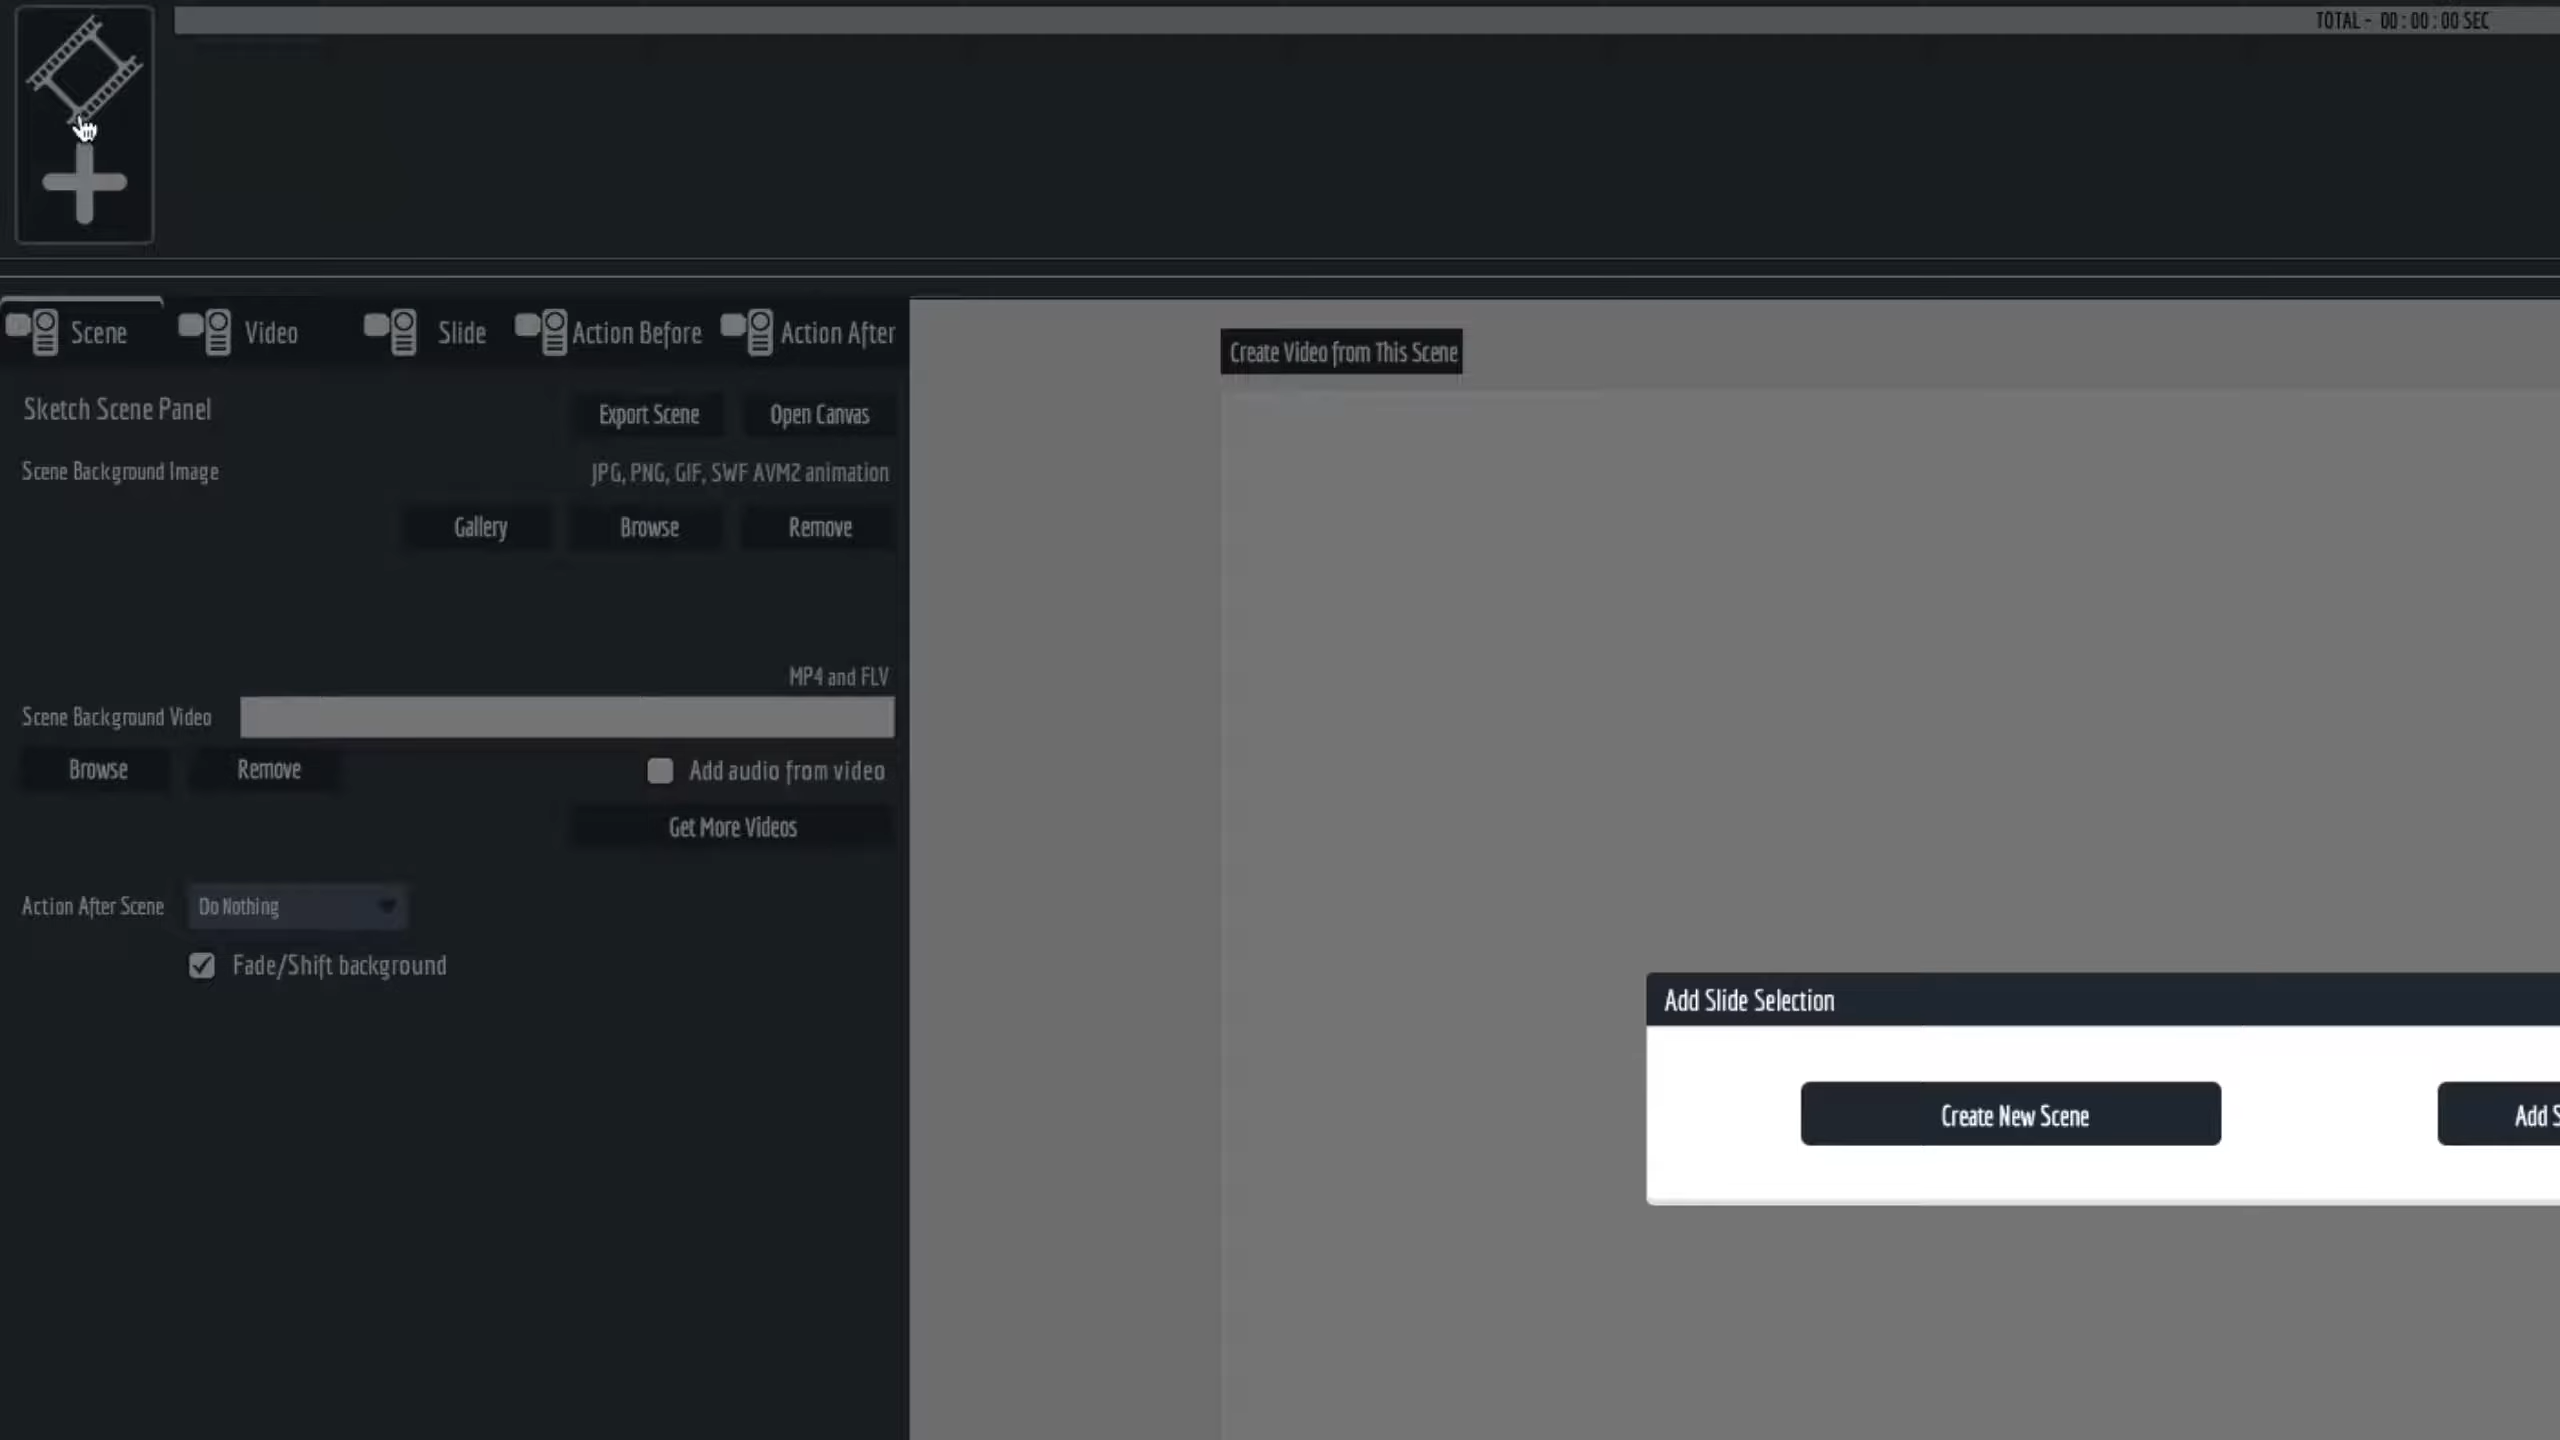 TOTAL - 00 : 00 : 00 SEC
Scene
Video
Slide
Action Before
Action After
Create Video from This Scene
Sketch Scene Panel
Export Scene
Open Canvas
Scene Background Image
JPG, PNG, GIF, SWF AVM2 animation
Gallery
Browse
Remove
MP4 and FLV
Scene Background Video
Browse
Remove
Add audio from video
Get More Videos
Action After Scene
Do Nothing
Fade/Shift background
Add Slide Selection
Create New Scene
Add S